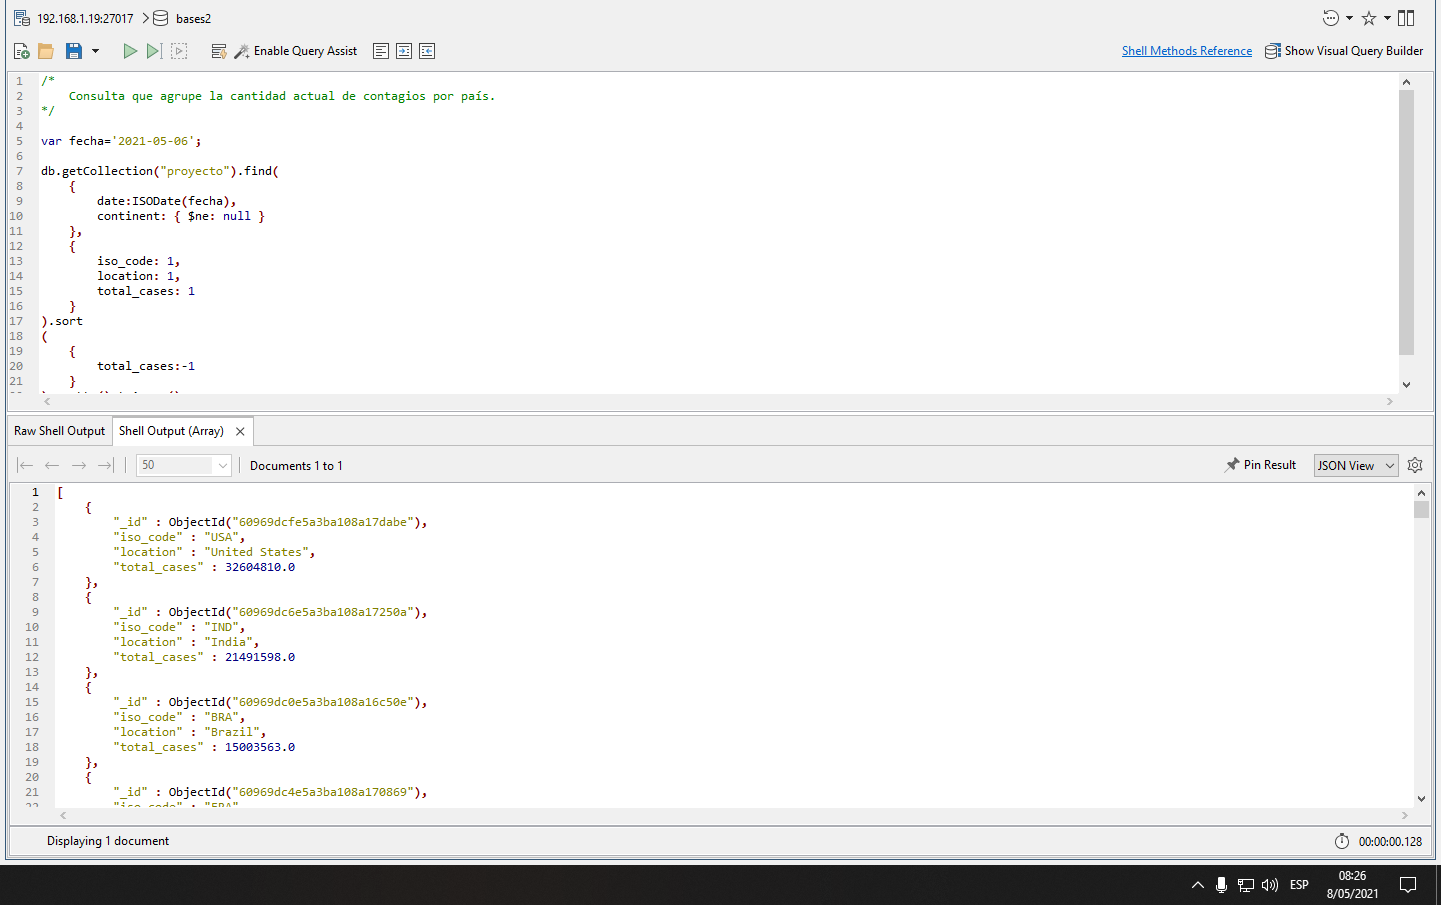 192.168.1.19:27017 bases2
Enable Query Assist Shell Methods Reference Show Visual Query Builder
1 /*
2 Consulta que agrupe la cantidad actual de contagios por país.
3 */
4
5 var fecha='2021-05-06';
6
7 db.getCollection("proyecto").find(
8 {
9 date:ISODate(fecha),
10 continent: { $ne: null }
11 },
12 {
13 iso_code: 1,
14 location: 1,
15 total_cases: 1
16 }
17 ).sort
18 (
19 {
20 total_cases:-1
21 }
Raw Shell Output Shell Output (Array)
50 Documents 1 to 1 Pin Result JSON View
1 [
2 {
3 "_id" : ObjectId("60969dcfe5a3ba108a17dabe"),
4 "iso_code" : "USA",
5 "location" : "United States",
6 "total_cases" : 32604810.0
7 },
8 {
9 "_id" : ObjectId("60969dc6e5a3ba108a17250a"),
10 "iso_code" : "IND",
11 "location" : "India",
12 "total_cases" : 21491598.0
13 },
14 {
15 "_id" : ObjectId("60969dc0e5a3ba108a16c50e"),
16 "iso_code" : "BRA",
17 "location" : "Brazil",
18 "total_cases" : 15003563.0
19 },
20 {
21 "_id" : ObjectId("60969dc4e5a3ba108a170869"),
Displaying 1 document 00:00:00.128
ESP 08:26
8/05/2021